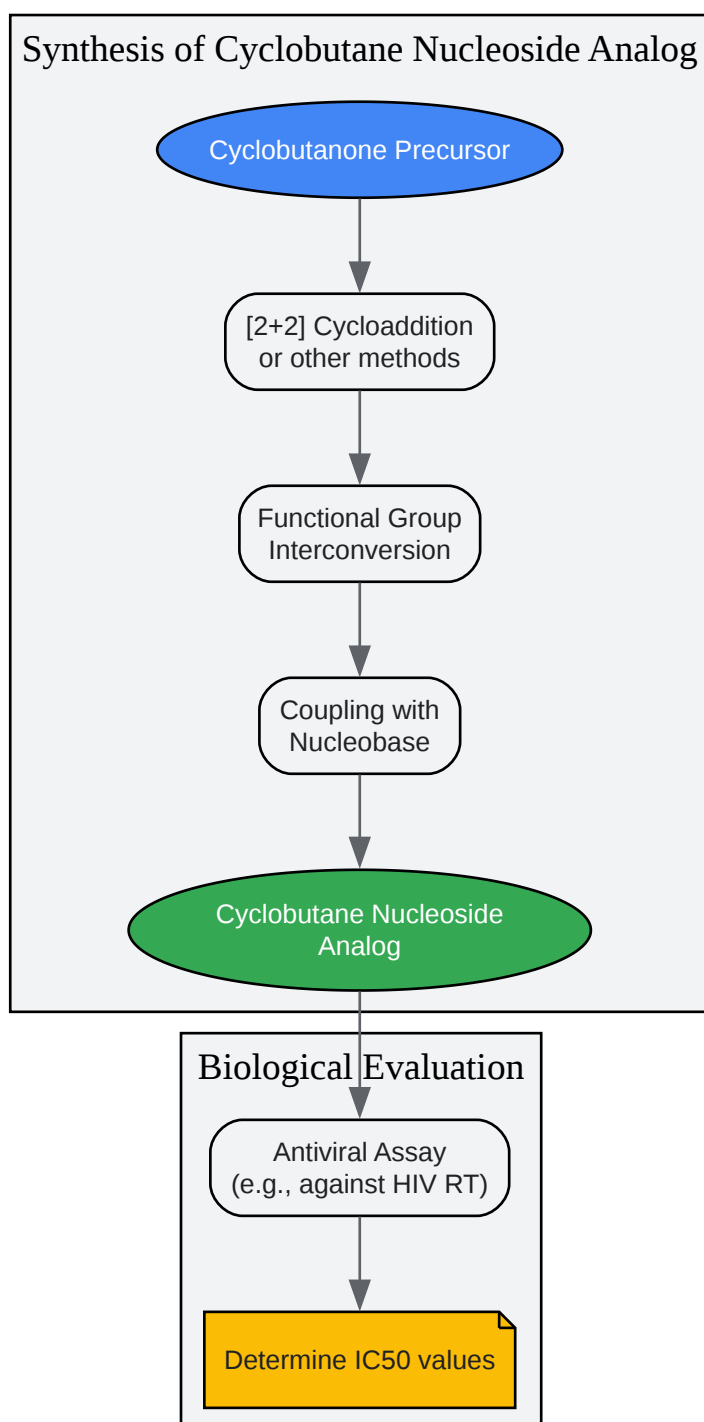 Synthesis of Cyclobutane Nucleoside Analog
Cyclobutanone Precursor
[2+2] Cycloaddition
or other methods
Functional Group
Interconversion
Coupling with
Nucleobase
Cyclobutane Nucleoside
Analog
Biological Evaluation
Antiviral Assay
(e.g., against HIV RT)
Determine IC50 values